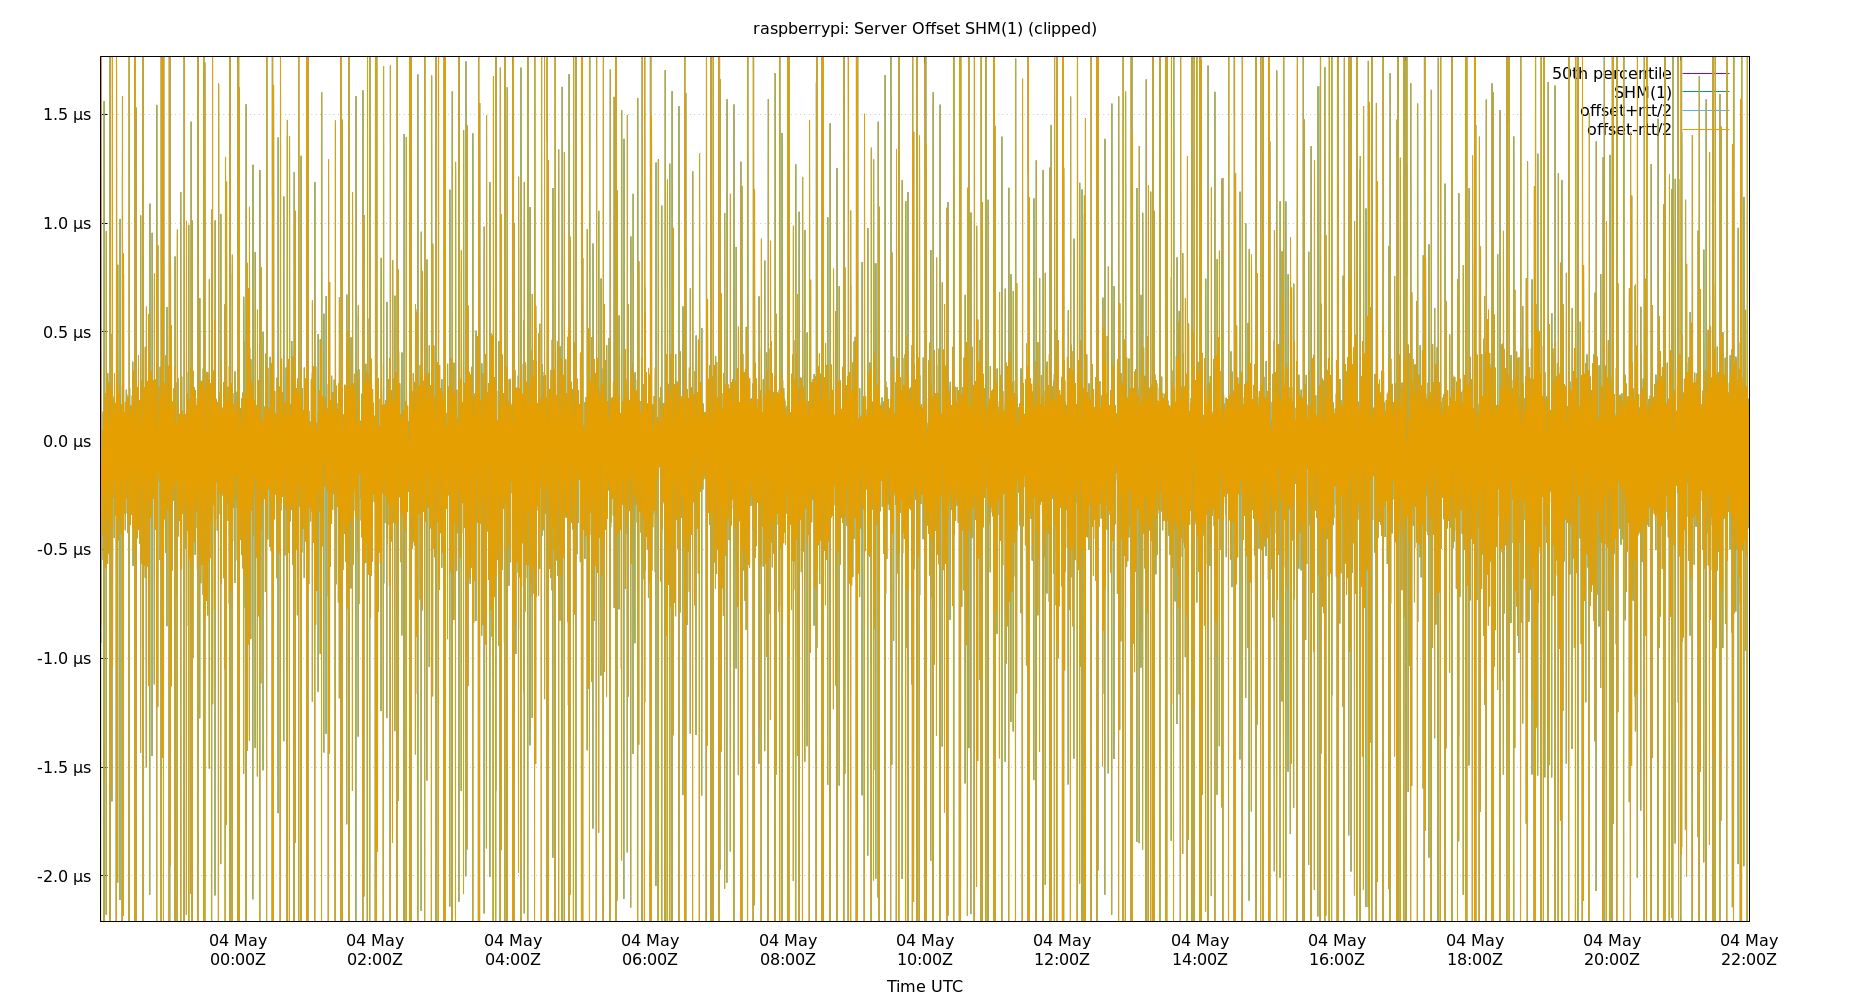 raspberrypi: Server Offset SHM(1) (clipped)
50th percentile
SHM(1)
offset+rtt/2
offset-rtt/2
1.5 µs
1.0 µs
0.5 µs
0.0 µs
-0.5 µs
-1.0 µs
-1.5 µs
-2.0 µs
04 May 04 May 04 May 04 May 04 May 04 May 04 May 04 May 04 May 04 May 04 May 04 May
00:00Z 02:00Z 04:00Z 06:00Z 08:00Z 10:00Z 12:00Z 14:00Z 16:00Z 18:00Z 20:00Z 22:00Z
Time UTC